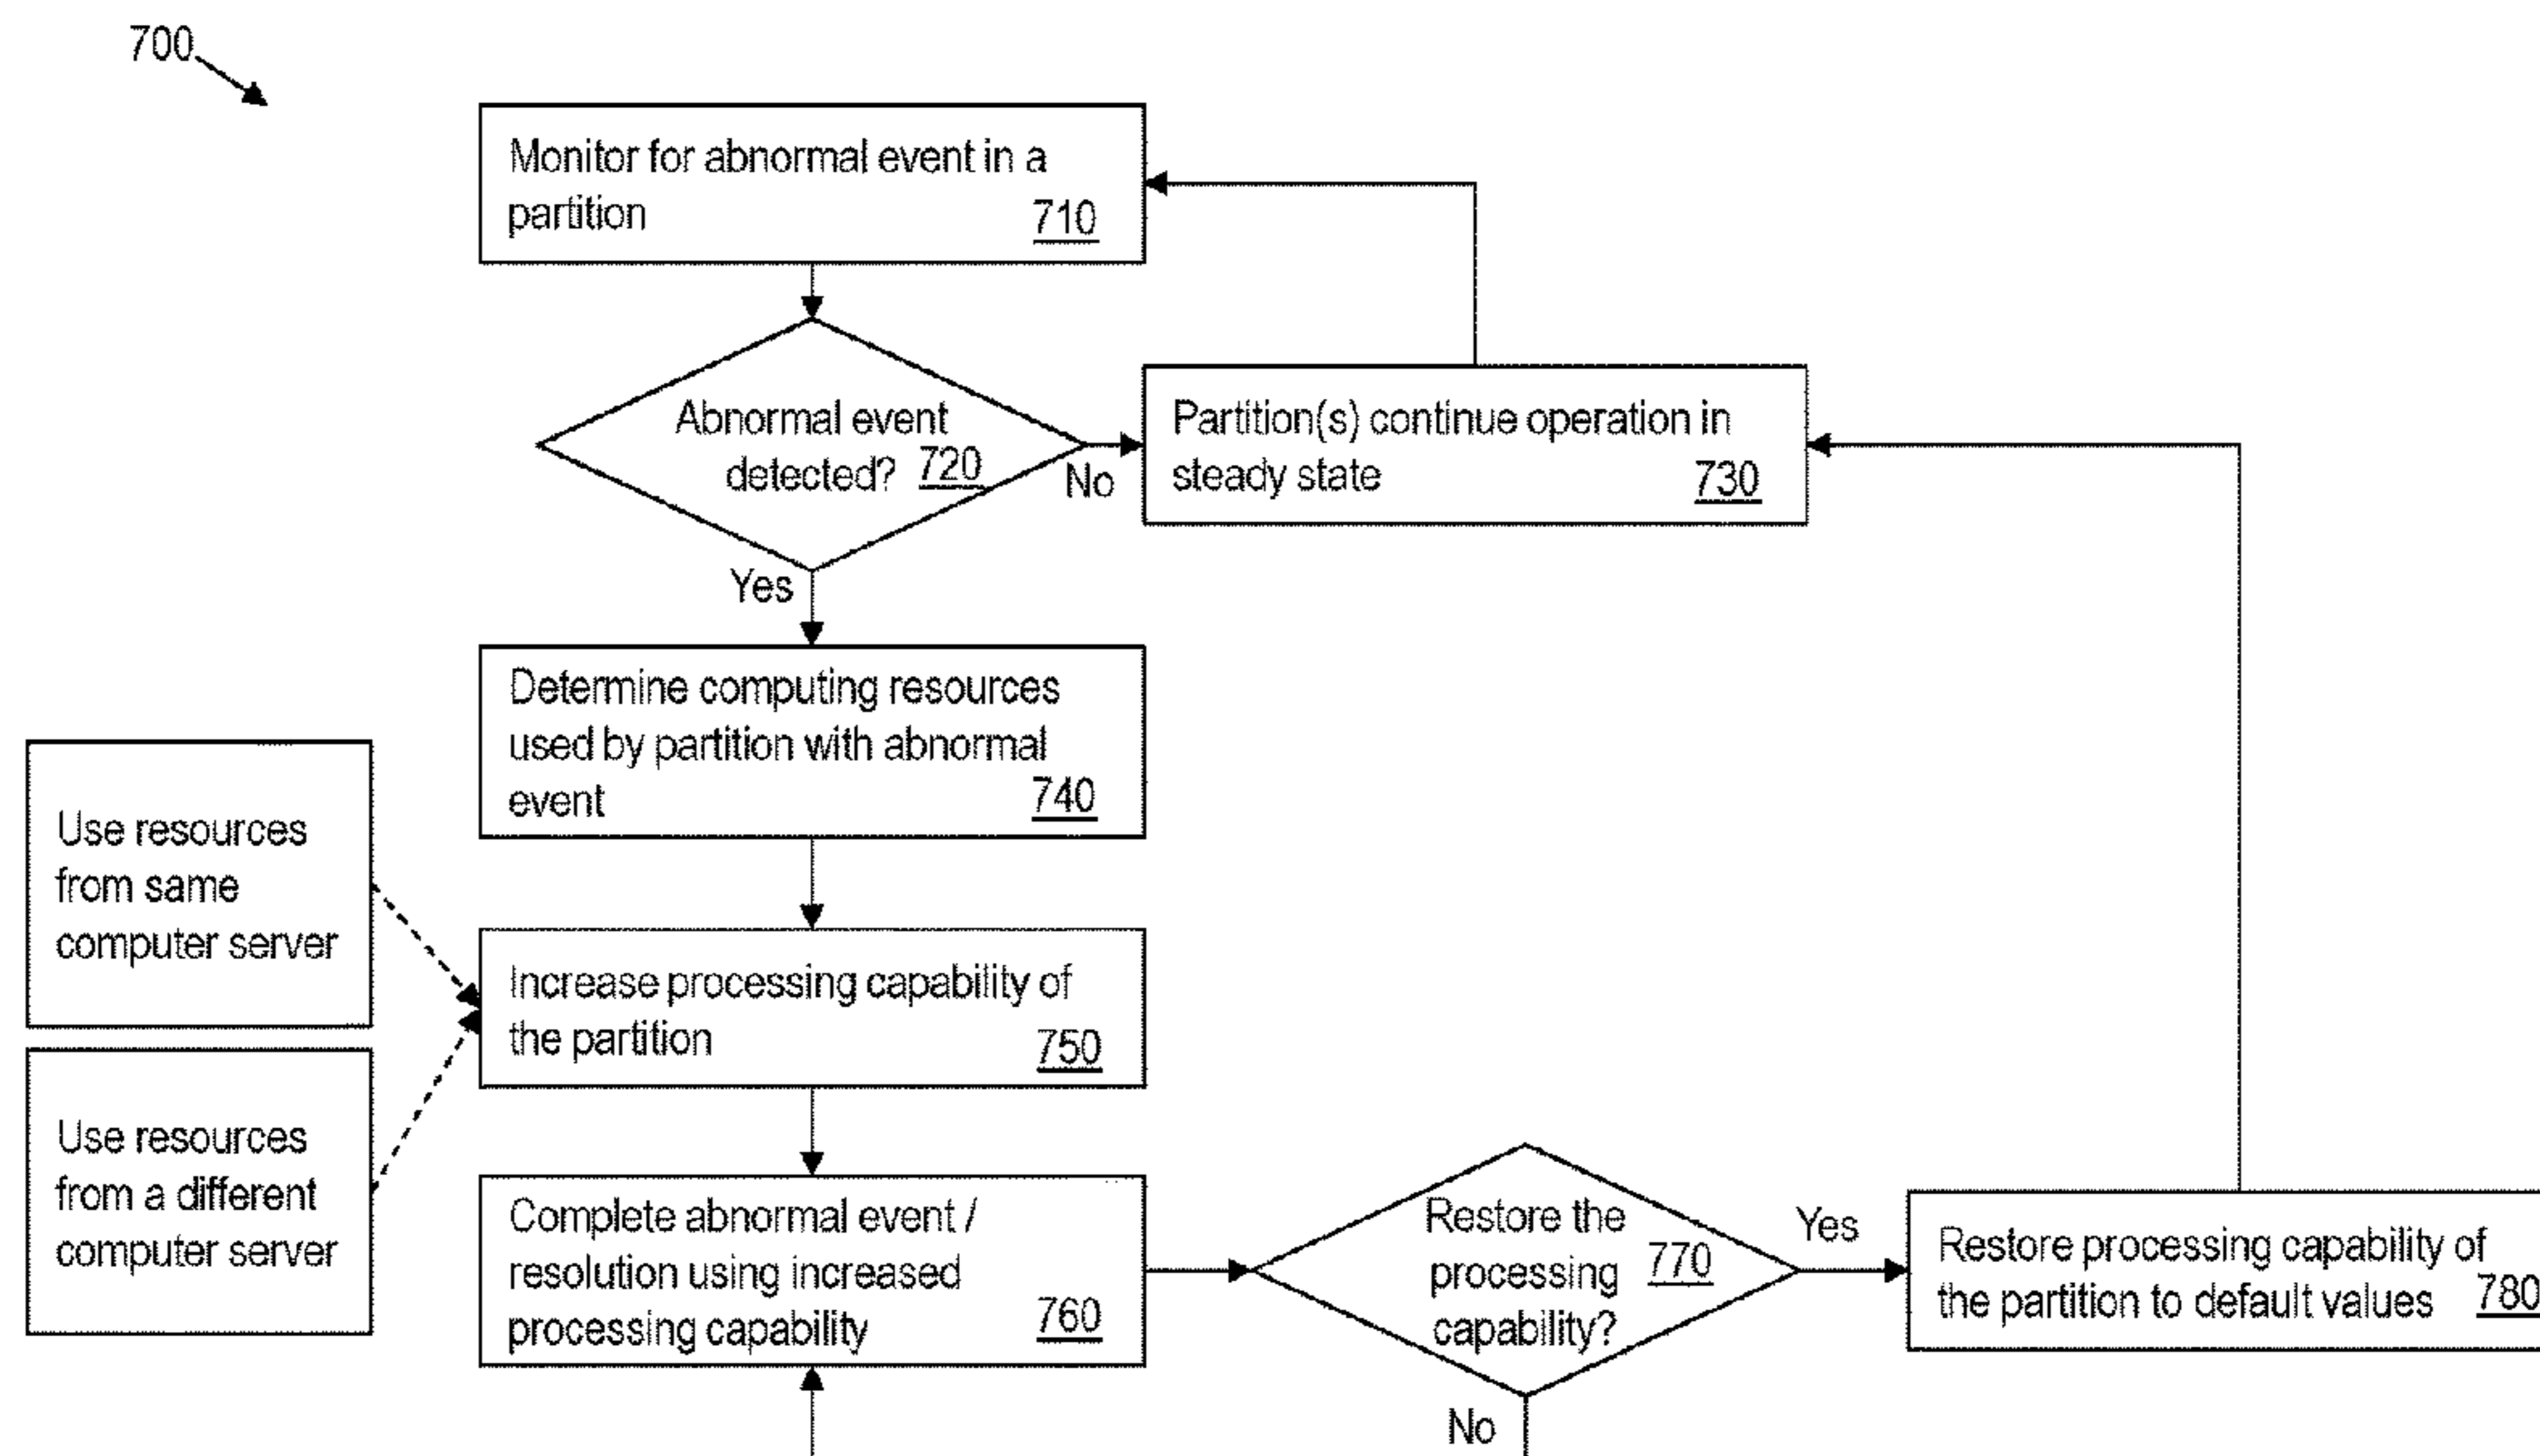 700
Monitor for abnormal event in a
partition 710
Abnormal event
detected? 720
No
Partition(s) continue operation in
steady state 730
Yes
Determine computing resources
used by partition with abnormal
event 740
Use resources
from same
computer server
Increase processing capability of
the partition 750
Use resources
from a different
computer server
Complete abnormal event /
resolution using increased
processing capability 760
Restore the
processing 770
capability?
Yes
No
Restore processing capability of
the partition to default values 780